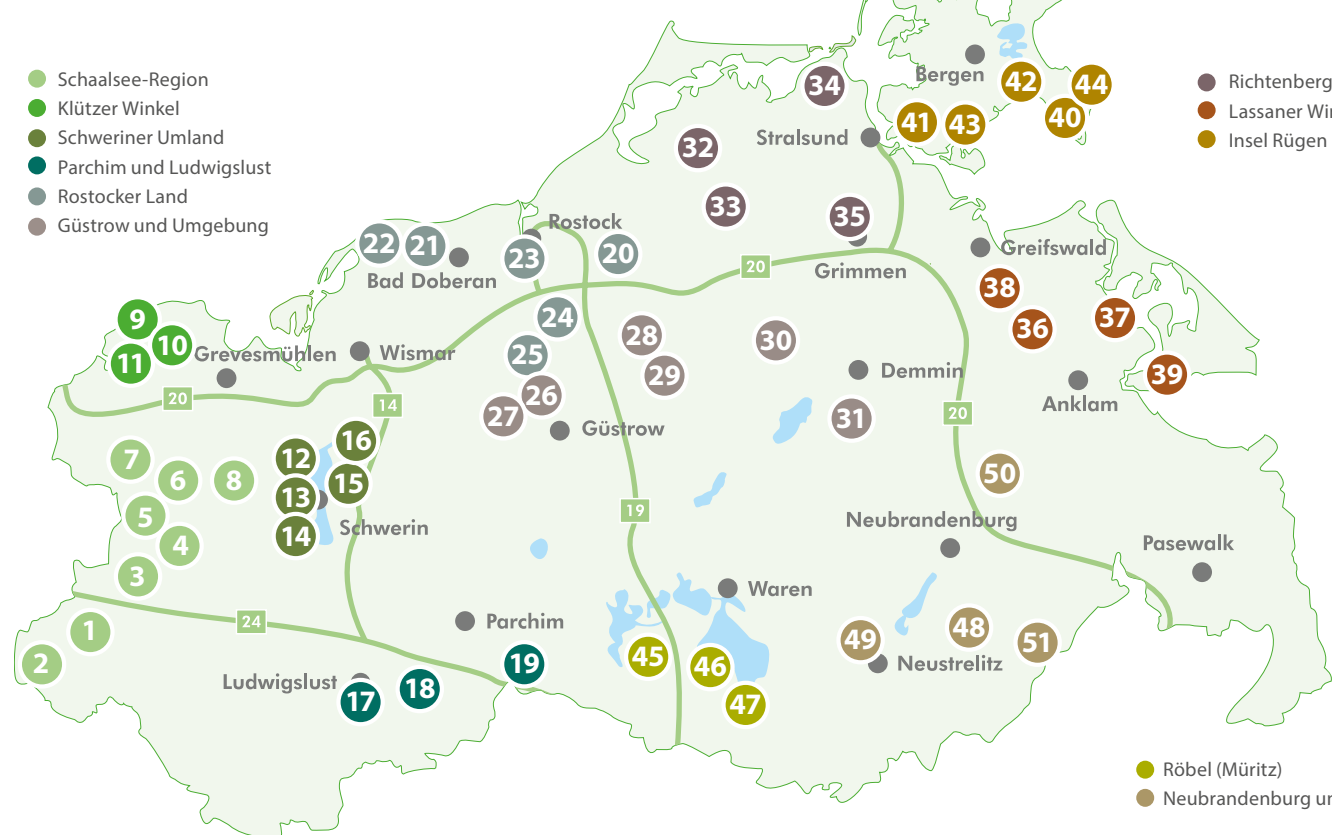 Schaalsee-Region
Klützer Winkel
Schweriner Umland
Parchim und Ludwigslust
Rostocker Land
Güstrow und Umgebung
Richtenberg
Lassaner Win
Insel Rügen
34
Bergen
42
44
41
43
40
32
Stralsund
33
35
Rostock
22
21
23
20
Bad Doberan
20
Grimmen
Greifswald
38
36
37
39
9
10
11
Grevesmühlen
Wismar
24
25
28
29
30
Demmin
Anklam
20
14
26
27
Güstrow
31
20
7
6
8
5
4
3
12
16
13
15
14
Schwerin
19
50
Neubrandenburg
Pasewalk
24
1
2
Parchim
Waren
Ludwigslust
17
18
19
45
46
47
49
48
51
Neustrelitz
Röbel (Müritz)
Neubrandenburg un